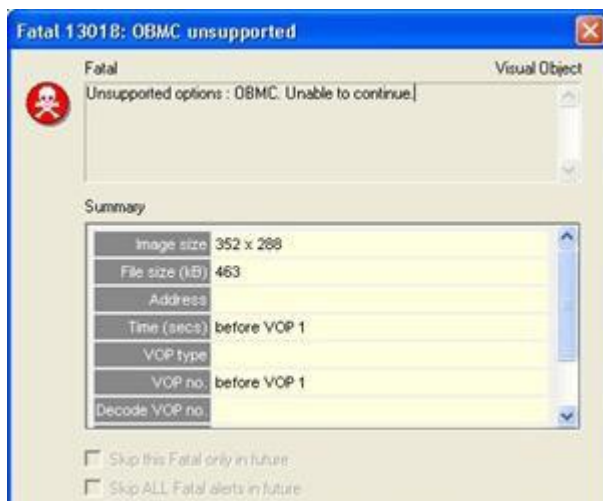 Fatal 13018: OBMC unsupported
Fatal Visual Object
Unsupported options : OBMC. Unable to continue.
Summary
Image size 352 x 288
File size (kB) 463
Address
Time (secs) before VOP 1
VOP type
VOP no. before VOP 1
Decode VOP no.
Skip this Fatal only in future
Skip ALL Fatal alerts in future